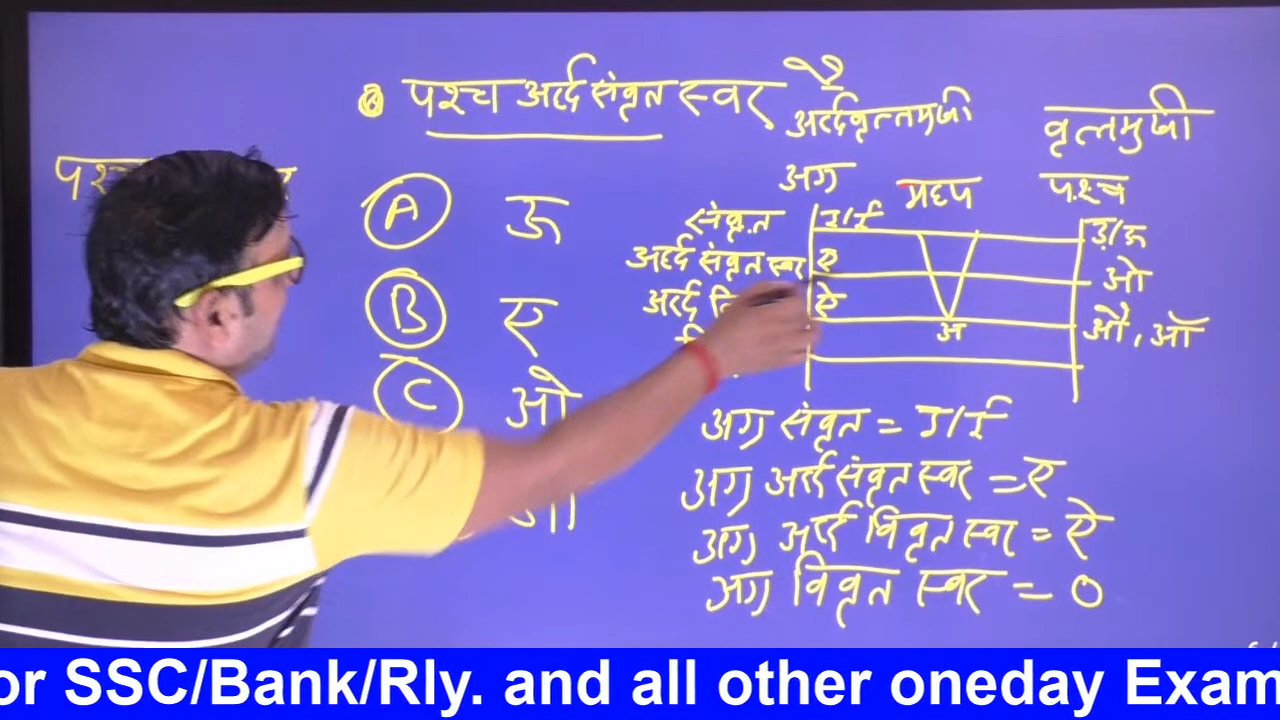 पश्च अर्द्ध संवृत स्वर है
अर्द्धवृत्तमुखी
वृत्तमुखी
अग्र मध्य पश्च
A ऊ
B ए
C ओ
संवृत इ/ई उ/ऊ
अर्द्ध संवृत स्वर ए ओ
अर्द्ध ऐ अ औ, ऑ
अग्र संवृत = इ/ई
अग्र अर्द्ध संवृत स्वर = ए
अग्र अर्द्ध विवृत स्वर = ऐ
अग्र विवृत स्वर = 0
or SSC/Bank/Rly. and all other oneday Exam